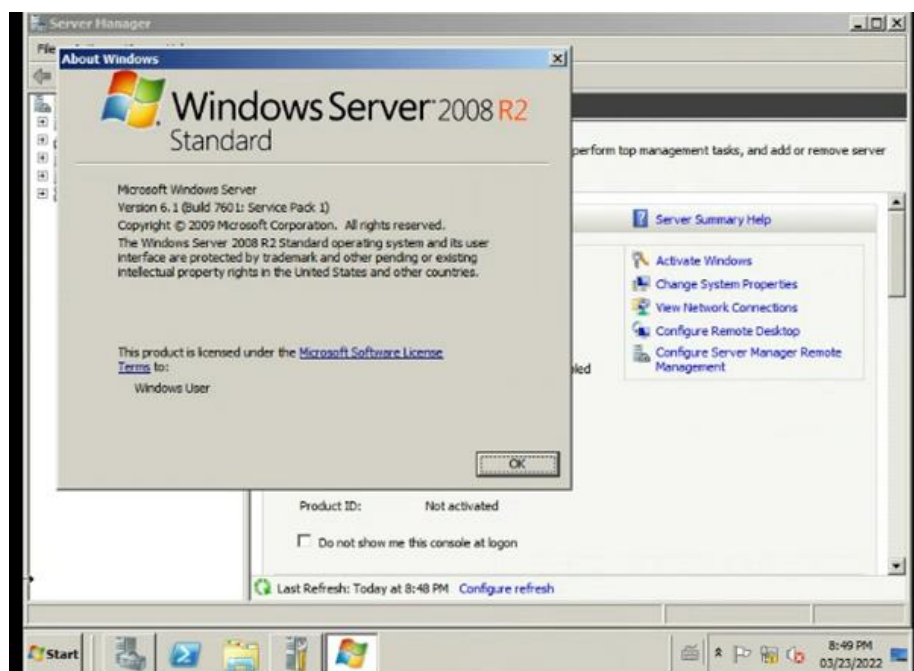 Server Manager
File
About Windows
Windows Server 2008 R2
Standard
Microsoft Windows Server
Version 6.1 (Build 7601: Service Pack 1)
Copyright © 2009 Microsoft Corporation. All rights reserved.
The Windows Server 2008 R2 Standard operating system and its user
interface are protected by trademark and other pending or existing
intellectual property rights in the United States and other countries.
This product is licensed under the Microsoft Software License
Terms to:
Windows User
OK
perform top management tasks, and add or remove server
Server Summary Help
Activate Windows
Change System Properties
View Network Connections
Configure Remote Desktop
Configure Server Manager Remote
Management
Product ID: Not activated
Do not show me this console at logon
Last Refresh: Today at 8:48 PM Configure refresh
Start
8:49 PM
03/23/2022